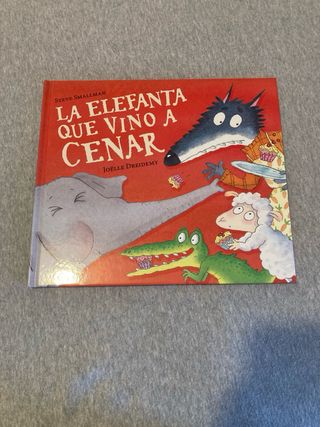 STEVE SMALLMAN
LA ELEFANTA
QUE VINO A
CENAR
JOËLLE DREIDEMY